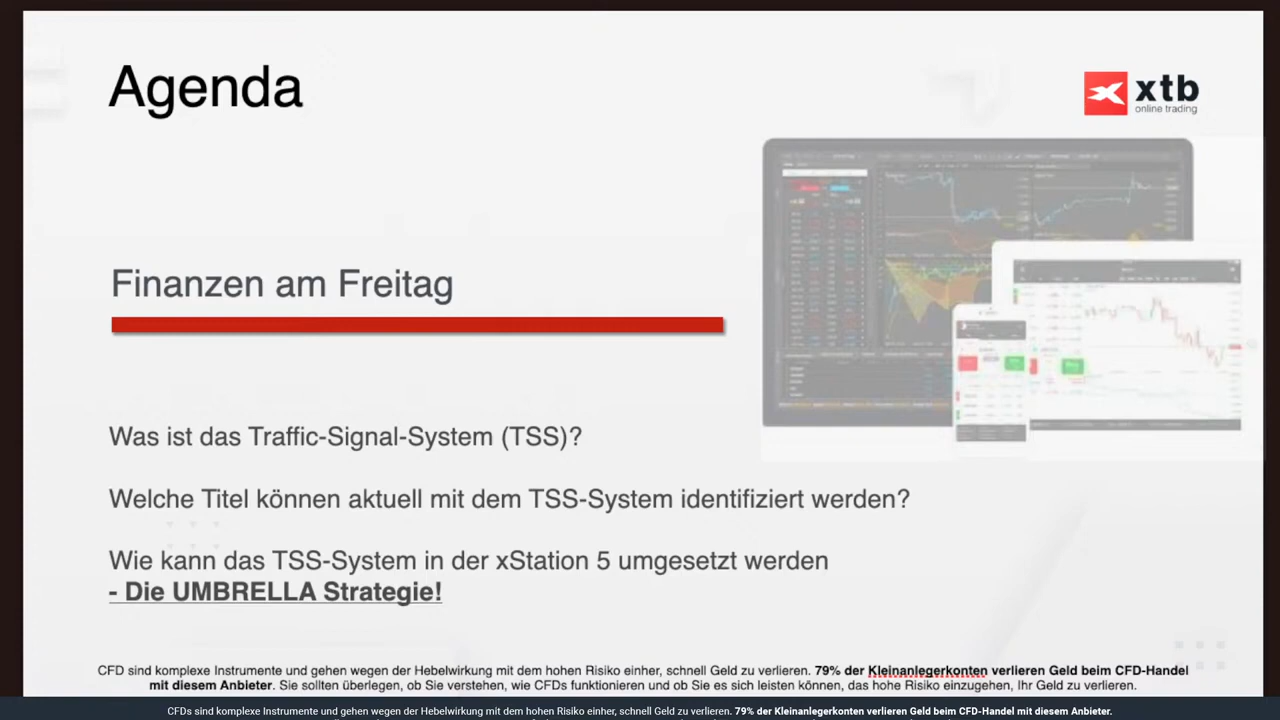 Agenda
xtb
online trading
Finanzen am Freitag
Was ist das Traffic-Signal-System (TSS)?
Welche Titel können aktuell mit dem TSS-System identifiziert werden?
Wie kann das TSS-System in der xStation 5 umgesetzt werden
- Die UMBRELLA Strategie!
CFD sind komplexe Instrumente und gehen wegen der Hebelwirkung mit dem hohen Risiko einher, schnell Geld zu verlieren. 79% der Kleinanlegerkonten verlieren Geld beim CFD-Handel
mit diesem Anbieter. Sie sollten überlegen, ob Sie verstehen, wie CFDs funktionieren und ob Sie es sich leisten können, das hohe Risiko einzugehen, Ihr Geld zu verlieren.
CFDs sind komplexe Instrumente und gehen wegen der Hebelwirkung mit dem hohen Risiko einher, schnell Geld zu verlieren. 79% der Kleinanlegerkonten verlieren Geld beim CFD-Handel mit diesem Anbieter.